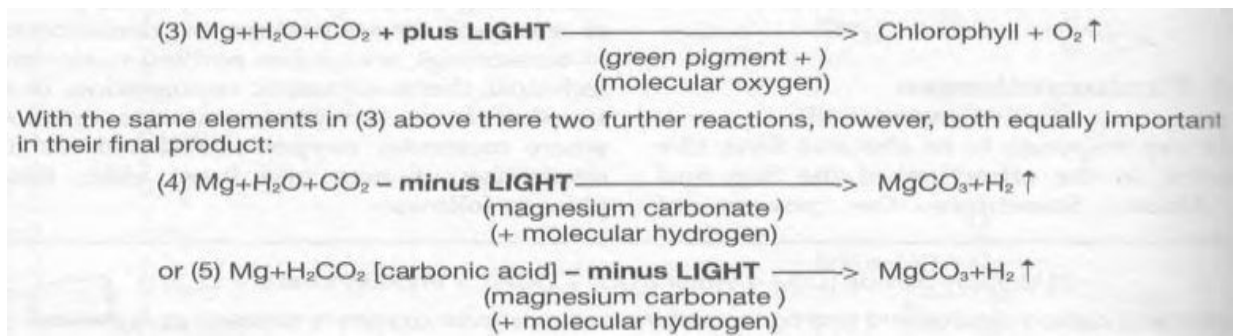 (3) Mg+H₂O+CO₂ + plus LIGHT ————————> Chlorophyll + O₂↑
(green pigment + )
(molecular oxygen)
With the same elements in (3) above there two further reactions, however, both equally important
in their final product:
(4) Mg+H₂O+CO₂ – minus LIGHT————————> MgCO₃+H₂↑
(magnesium carbonate )
(+ molecular hydrogen)
or (5) Mg+H₂CO₂ [carbonic acid] – minus LIGHT ————> MgCO₃+H₂↑
(magnesium carbonate )
(+ molecular hydrogen)